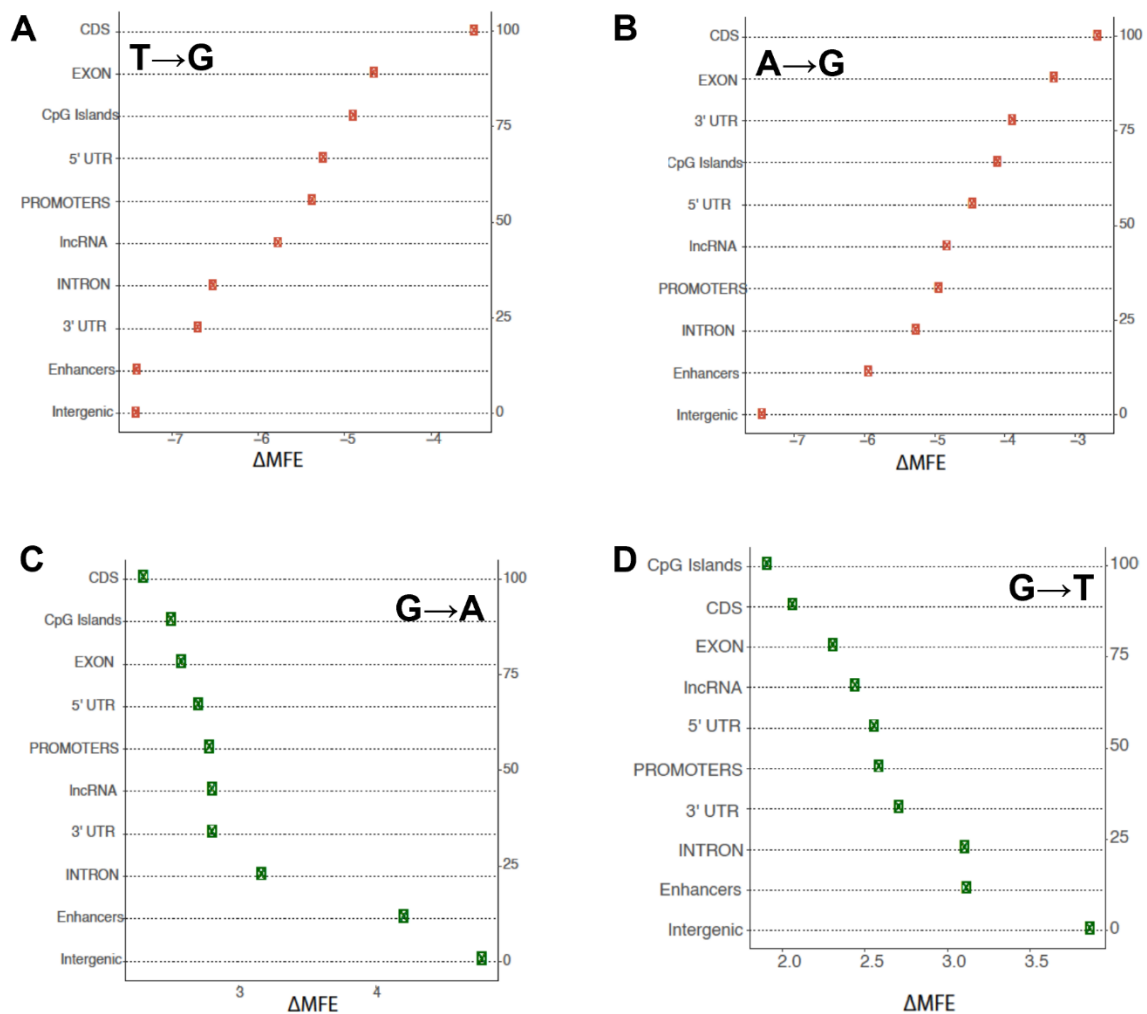 A
T→G
CDS
EXON
CpG Islands
5' UTR
PROMOTERS
lncRNA
INTRON
3' UTR
Enhancers
Intergenic
100
75
50
25
0
−7
−6
−5
−4
ΔMFE
B
A→G
CDS
EXON
3' UTR
CpG Islands
5' UTR
lncRNA
PROMOTERS
INTRON
Enhancers
Intergenic
100
75
50
25
0
−7
−6
−5
−4
−3
ΔMFE
C
G→A
CDS
CpG Islands
EXON
5' UTR
PROMOTERS
lncRNA
3' UTR
INTRON
Enhancers
Intergenic
100
75
50
25
0
3
4
ΔMFE
D
G→T
CpG Islands
CDS
EXON
lncRNA
5' UTR
PROMOTERS
3' UTR
INTRON
Enhancers
Intergenic
100
75
50
25
0
2.0
2.5
3.0
3.5
ΔMFE